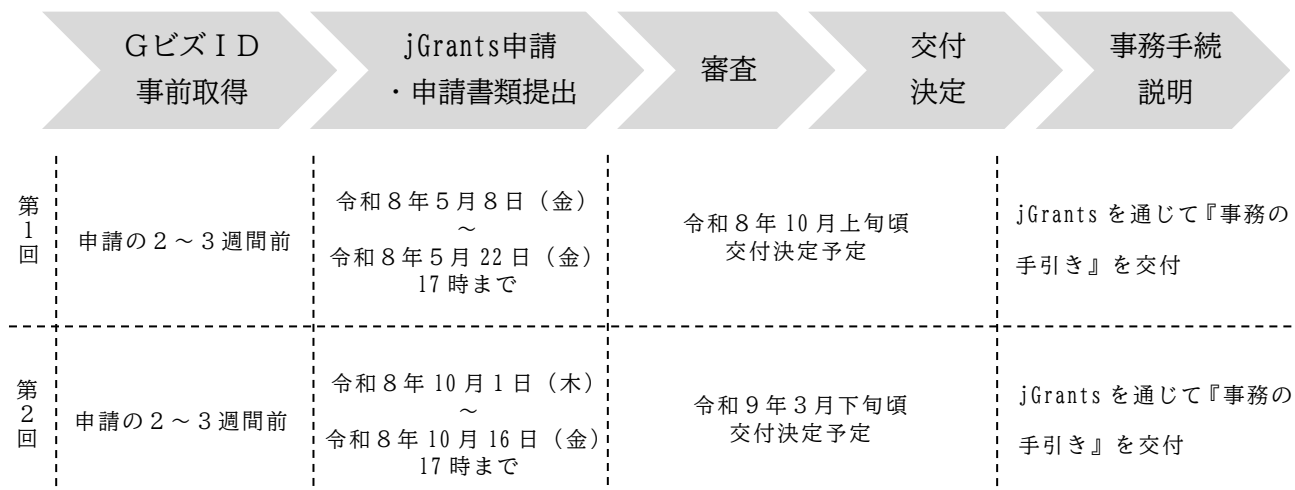 GビズID
事前取得
jGrants申請
・申請書類提出
審査
交付
決定
事務手続
説明
第1回
申請の2~3週間前
令和8年5月8日(金)
~
令和8年5月22日(金)
17時まで
令和8年10月上旬頃
交付決定予定
jGrantsを通じて『事務の
手引き』を交付
第2回
申請の2~3週間前
令和8年10月1日(木)
~
令和8年10月16日(金)
17時まで
令和9年3月下旬頃
交付決定予定
jGrantsを通じて『事務の
手引き』を交付